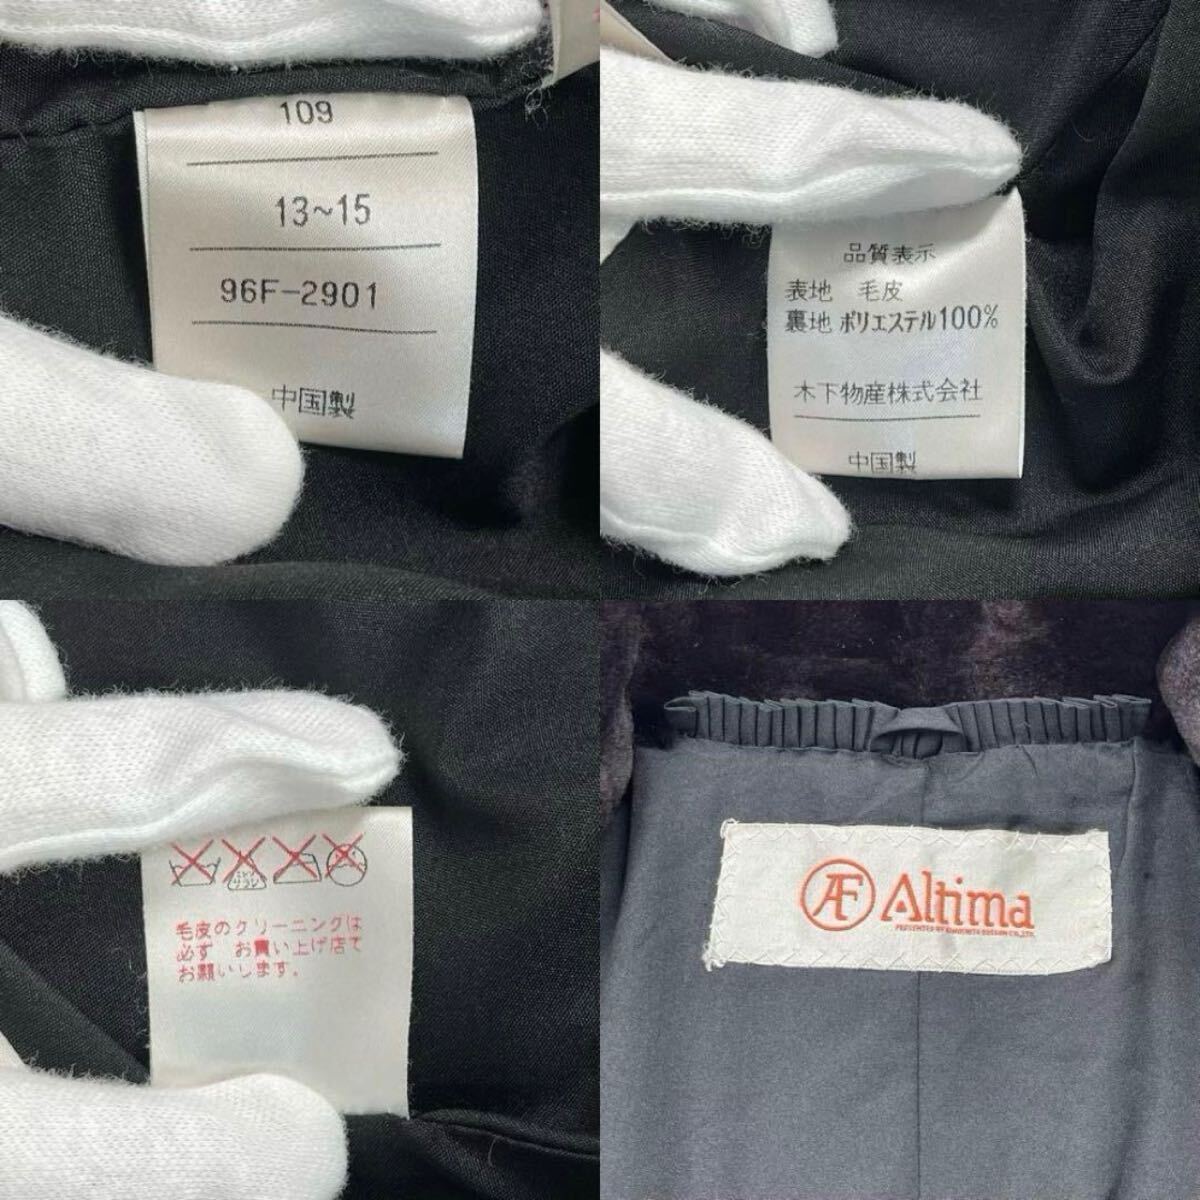 109
13~15
96F-2901
中国製
品質表示
表地 毛皮
裏地 ポリエステル100%
木下物産株式会社
中国製
毛皮のクリーニングは
必ず お買い上げ店で
お願いします。
AF Altima